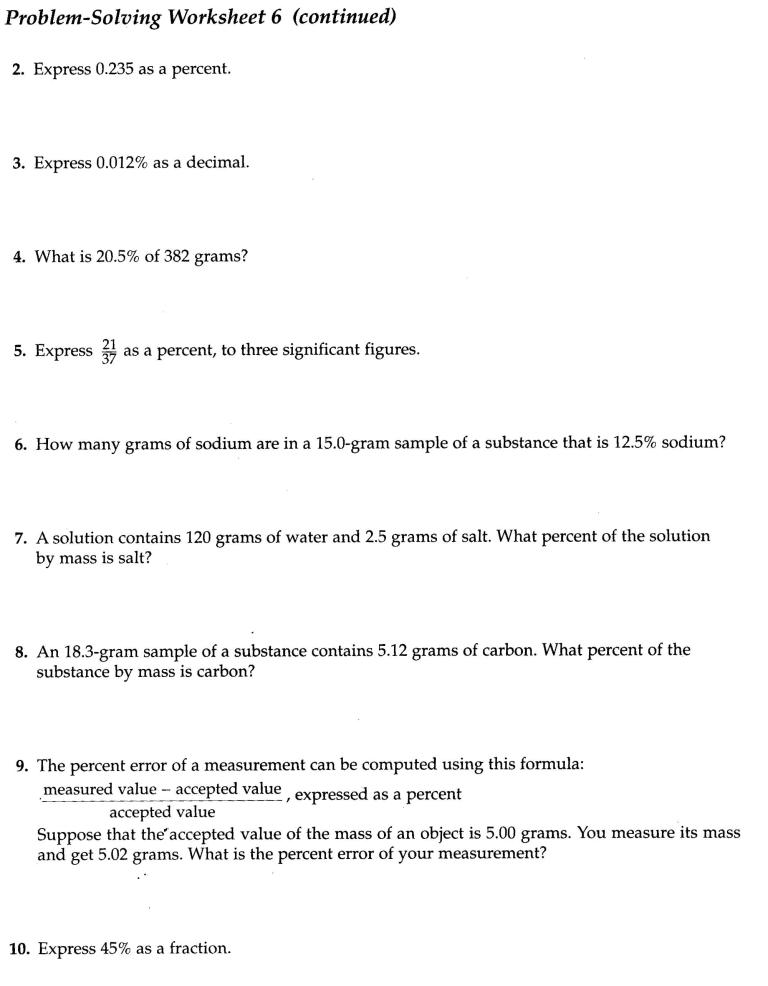 Problem-Solving Worksheet 6 (continued)
2. Express 0.235 as a percent.
3. Express 0.012% as a decimal.
4. What is 20.5% of 382 grams?
5. Express 21/37 as a percent, to three significant figures.
6. How many grams of sodium are in a 15.0-gram sample of a substance that is 12.5% sodium?
7. A solution contains 120 grams of water and 2.5 grams of salt. What percent of the solution
by mass is salt?
8. An 18.3-gram sample of a substance contains 5.12 grams of carbon. What percent of the
substance by mass is carbon?
9. The percent error of a measurement can be computed using this formula:
measured value – accepted value , expressed as a percent
accepted value
Suppose that the accepted value of the mass of an object is 5.00 grams. You measure its mass
and get 5.02 grams. What is the percent error of your measurement?
10. Express 45% as a fraction.